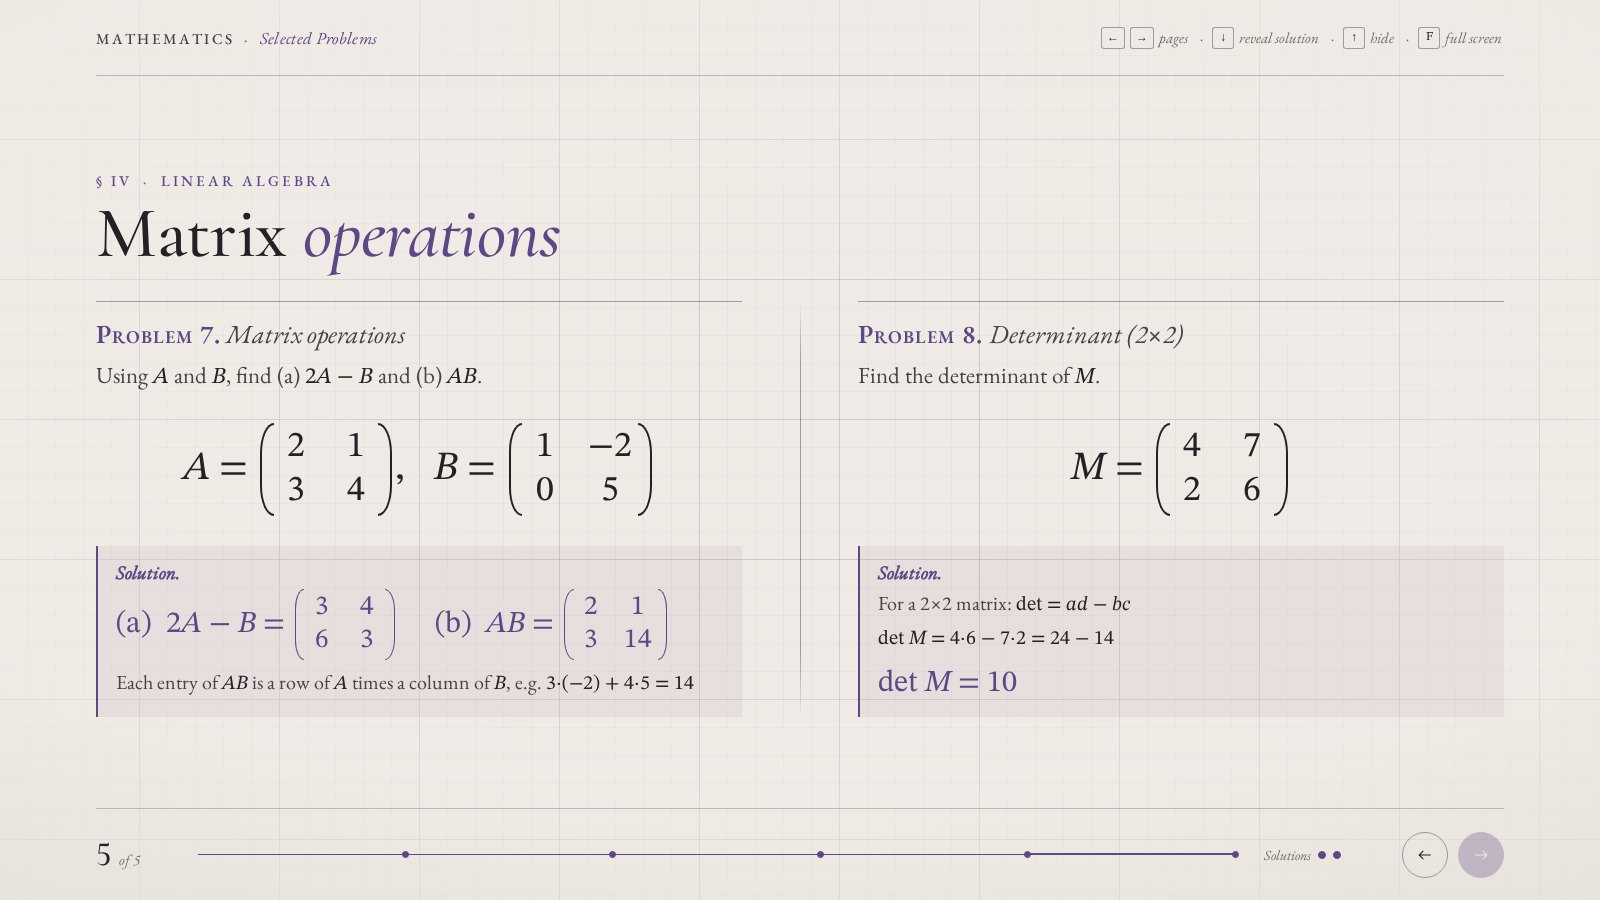 MATHEMATICS · Selected Problems
← → pages · ↓ reveal solution · ↑ hide · F full screen
§ IV · LINEAR ALGEBRA
Matrix operations
PROBLEM 7. Matrix operations
Using A and B, find (a) 2A − B and (b) AB.
A = ( 2 1
3 4 ), B = ( 1 −2
0 5 )
Solution.
(a) 2A − B = ( 3 4
6 3 ) (b) AB = ( 2 1
3 14 )
Each entry of AB is a row of A times a column of B, e.g. 3·(−2) + 4·5 = 14
PROBLEM 8. Determinant (2×2)
Find the determinant of M.
M = ( 4 7
2 6 )
Solution.
For a 2×2 matrix: det = ad − bc
det M = 4·6 − 7·2 = 24 − 14
det M = 10
5 of 5
Solutions
← →